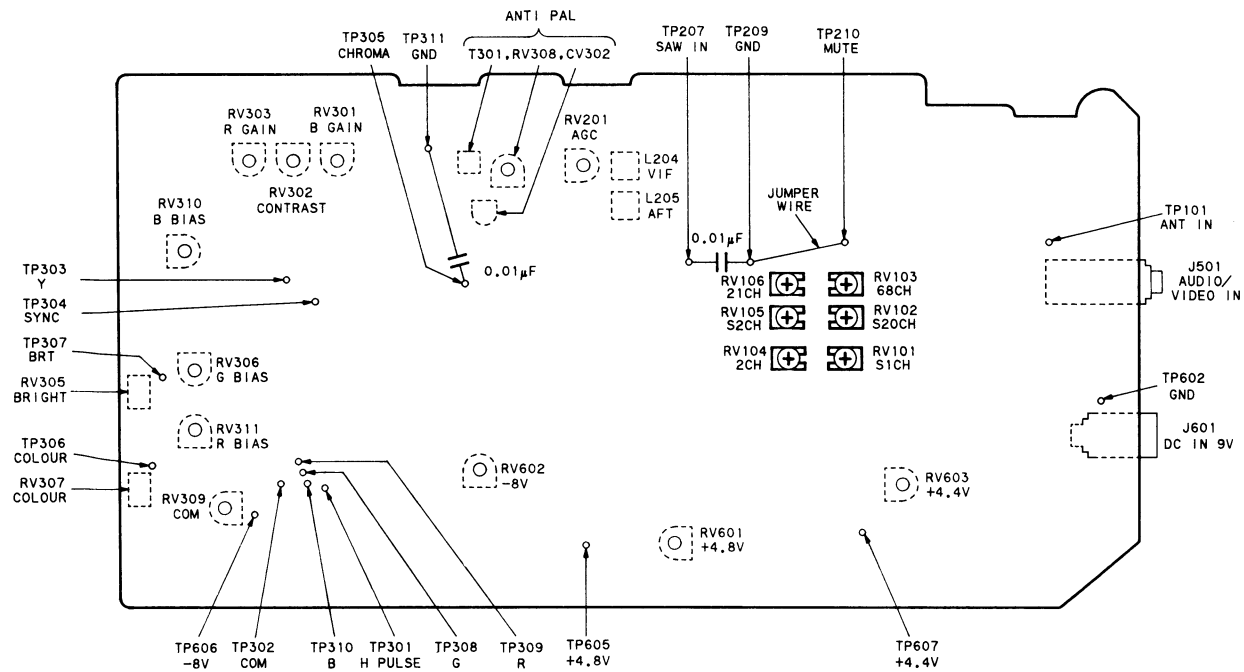 ANTI PAL
TP305
CHROMA
TP311
GND
T301,RV308,CV302
TP207
SAW IN
TP209
GND
TP210
MUTE
RV303
R GAIN
RV301
B GAIN
RV302
CONTRAST
RV201
AGC
L204
VIF
L205
AFT
JUMPER
WIRE
0.01μF
0.01μF
TP101
ANT IN
RV310
B BIAS
TP303
Y
TP304
SYNC
TP307
BRT
RV305
BRIGHT
TP306
COLOUR
RV307
COLOUR
RV306
G BIAS
RV311
R BIAS
RV309
COM
RV106
21CH
RV103
68CH
RV105
S2CH
RV102
S20CH
RV104
2CH
RV101
S1CH
J501
AUDIO/
VIDEO IN
TP602
GND
J601
DC IN 9V
RV602
-8V
RV603
+4.4V
RV601
+4.8V
TP606
-8V
TP302
COM
TP310
B
TP301
H PULSE
TP308
G
TP309
R
TP605
+4.8V
TP607
+4.4V